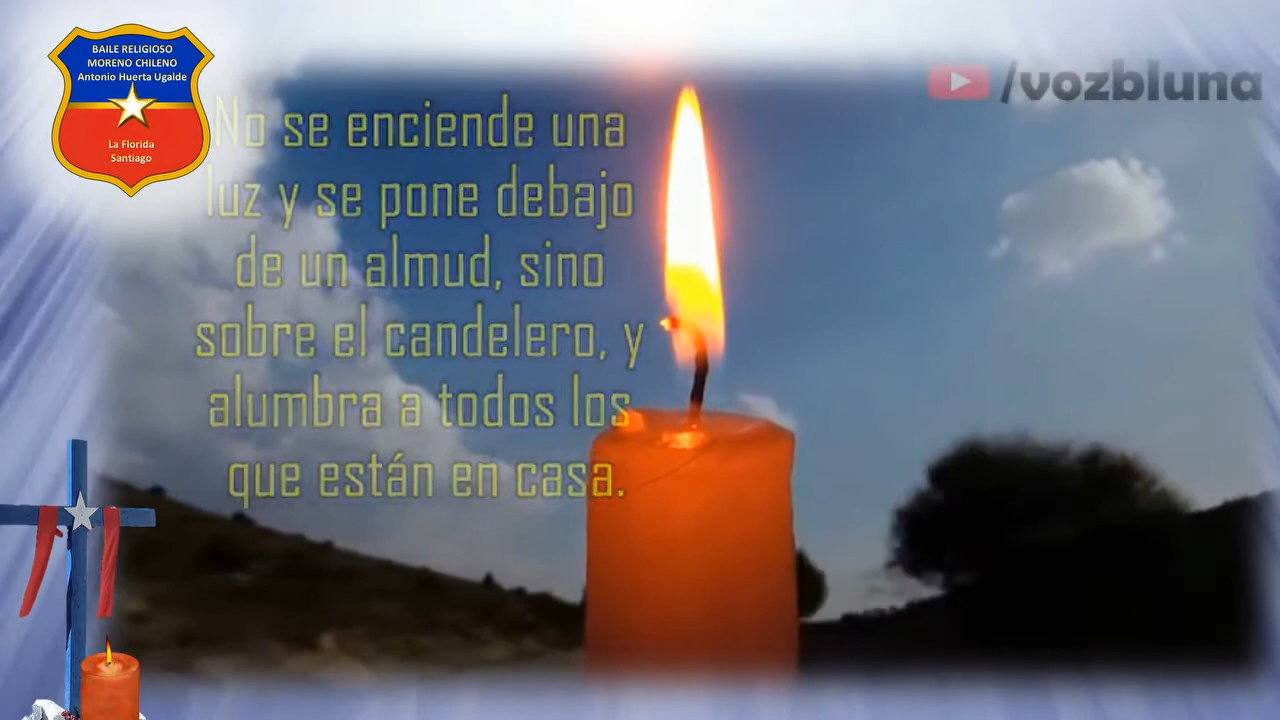 BAILE RELIGIOSO
MORENO CHILENO
Antonio Huerta Ugalde
La Florida
Santiago
/vozbluna
No se enciende una
luz y se pone debajo
de un almud, sino
sobre el candelero, y
alumbra a todos los
que están en casa.